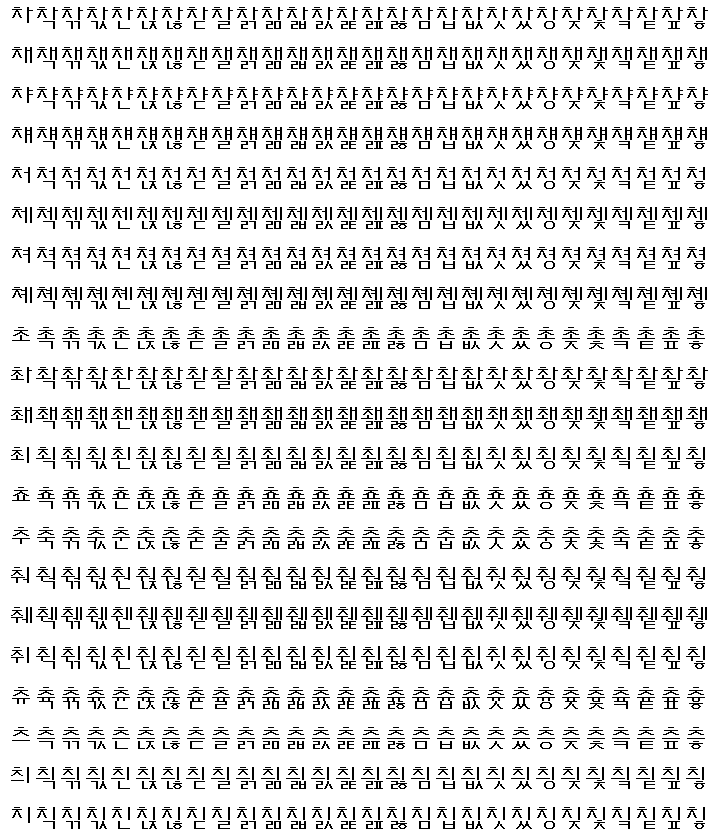 차착챆챇찬챉챊챋찰챍챎챏챐챑챒챓참찹챖찻챘창챚챛챜챝챞챟
채책챢챣챤챥챦챧챨챩챪챫챬챭챮챯챰챱챲챳챴챵챶챷챸챹챺챻
챠챡챢챣챤챥챦챧챨챩챪챫챬챭챮챯챰챱챲챳챴챵챶챷챸챹챺챻
챼챽챾챿첀첁첂첃첄첅첆첇첈첉첊첋첌첍첎첏첐첑첒첓첔첕첖첗
처척첚첛천첝첞첟철첡첢첣첤첥첦첧첨첩첪첫첬청첮첯첰첱첲첳
체첵첶첷첸첹첺첻첼첽첾첿쳀쳁쳂쳃쳄쳅쳆쳇쳈쳉쳊쳋쳌쳍쳎쳏
쳐쳑쳒쳓쳔쳕쳖쳗쳘쳙쳚쳛쳜쳝쳞쳟쳠쳡쳢쳣쳤쳥쳦쳧쳨쳩쳪쳫
쳬쳭쳮쳯쳰쳱쳲쳳쳴쳵쳶쳷쳸쳹쳺쳻쳼쳽쳾쳿촀촁촂촃촄촅촆촇
초촉촊촋촌촍촎촏촐촑촒촓촔촕촖촗촘촙촚촛촜총촞촟촠촡촢촣
촤촥촦촧촨촩촪촫촬촭촮촯촰촱촲촳촴촵촶촷촸촹촺촻촼촽촾촿
쵀쵁쵂쵃쵄쵅쵆쵇쵈쵉쵊쵋쵌쵍쵎쵏쵐쵑쵒쵓쵔쵕쵖쵗쵘쵙쵚쵛
최쵝쵞쵟쵠쵡쵢쵣쵤쵥쵦쵧쵨쵩쵪쵫쵬쵭쵮쵯쵰쵱쵲쵳쵴쵵쵶쵷
쵸쵹쵺쵻쵼쵽쵾쵿춀춁춂춃춄춅춆춇춈춉춊춋춌춍춎춏춐춑춒춓
추축춖춗춘춙춚춛출춝춞춟춠춡춢춣춤춥춦춧춨충춪춫춬춭춮춯
춰춱춲춳춴춵춶춷춸춹춺춻춼춽춾춿췀췁췂췃췄췅췆췇췈췉췊췋
췌췍췎췏췐췑췒췓췔췕췖췗췘췙췚췛췜췝췞췟췠췡췢췣췤췥췦췧
취췩췪췫췬췭췮췯췰췱췲췳췴췵췶췷췸췹췺췻췼췽췾췿츀츁츂츃
츄츅츆츇츈츉츊츋츌츍츎츏츐츑츒츓츔츕츖츗츘츙츚츛츜츝츞츟
츠측츢츣츤츥츦츧츨츩츪츫츬츭츮츯츰츱츲츳츴층츶츷츸츹츺츻
츼츽츾츿칀칁칂칃칄칅칆칇칈칉칊칋칌칍칎칏칐칑칒칓칔칕칖칗
치칙칚칛친칝칞칟칠칡칢칣칤칥칦칧침칩칪칫칬칭칮칯칰칱칲칳